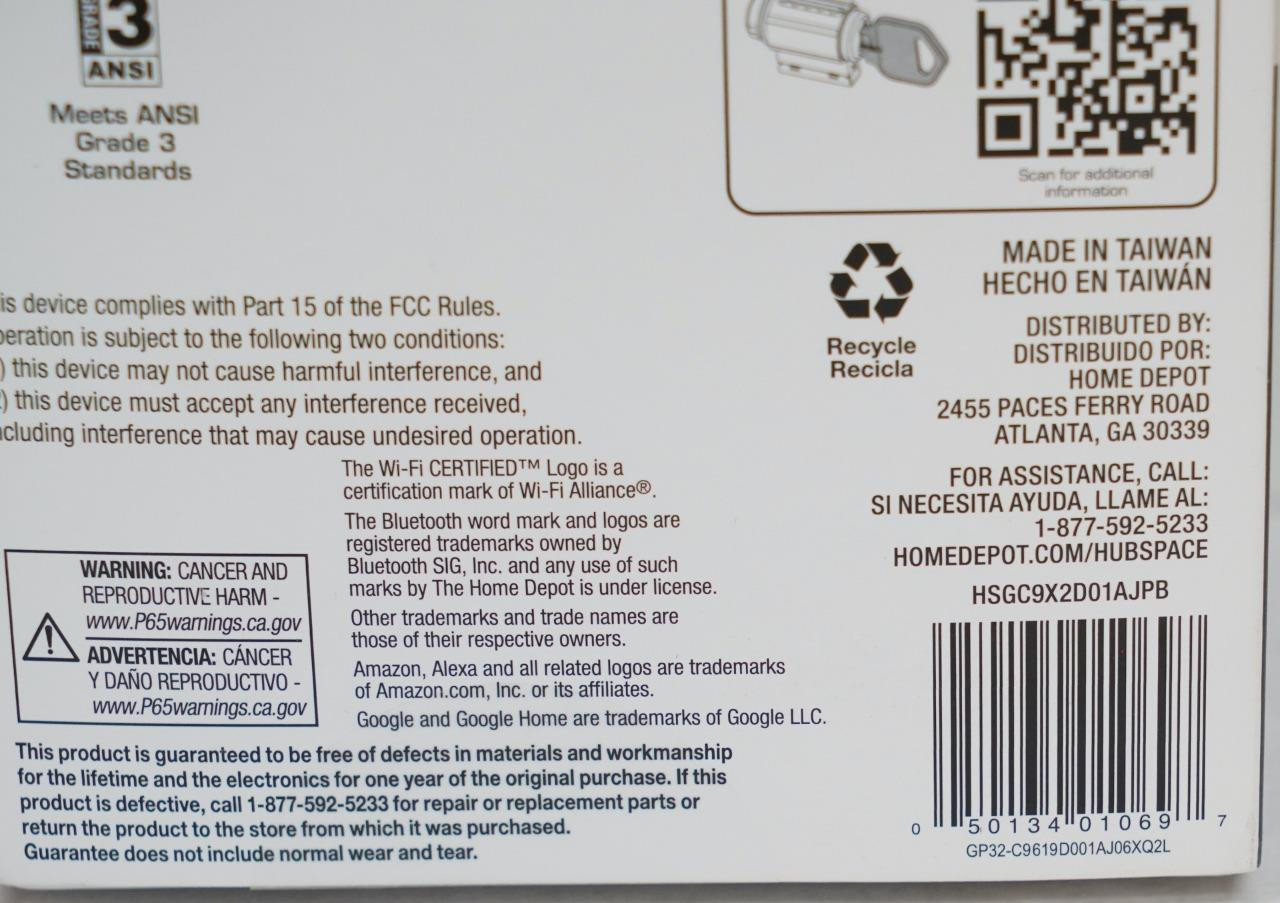 GRADE 3
ANSI
Meets ANSI
Grade 3
Standards
Scan for additional
information
MADE IN TAIWAN
HECHO EN TAIWÁN
DISTRIBUTED BY:
DISTRIBUIDO POR:
HOME DEPOT
2455 PACES FERRY ROAD
ATLANTA, GA 30339
Recycle
Recicla
FOR ASSISTANCE, CALL:
SI NECESITA AYUDA, LLAME AL:
1-877-592-5233
HOMEDEPOT.COM/HUBSPACE
HSGC9X2D01AJPB
0 50134 01069 7
GP32-C9619D001AJ06XQ2L
is device complies with Part 15 of the FCC Rules.
eration is subject to the following two conditions:
) this device may not cause harmful interference, and
) this device must accept any interference received,
cluding interference that may cause undesired operation.
The Wi-Fi CERTIFIED™ Logo is a
certification mark of Wi-Fi Alliance®.
The Bluetooth word mark and logos are
registered trademarks owned by
Bluetooth SIG, Inc. and any use of such
marks by The Home Depot is under license.
Other trademarks and trade names are
those of their respective owners.
Amazon, Alexa and all related logos are trademarks
of Amazon.com, Inc. or its affiliates.
Google and Google Home are trademarks of Google LLC.
WARNING: CANCER AND
REPRODUCTIVE HARM -
www.P65warnings.ca.gov
ADVERTENCIA: CÁNCER
Y DAÑO REPRODUCTIVO -
www.P65warnings.ca.gov
This product is guaranteed to be free of defects in materials and workmanship
for the lifetime and the electronics for one year of the original purchase. If this
product is defective, call 1-877-592-5233 for repair or replacement parts or
return the product to the store from which it was purchased.
Guarantee does not include normal wear and tear.